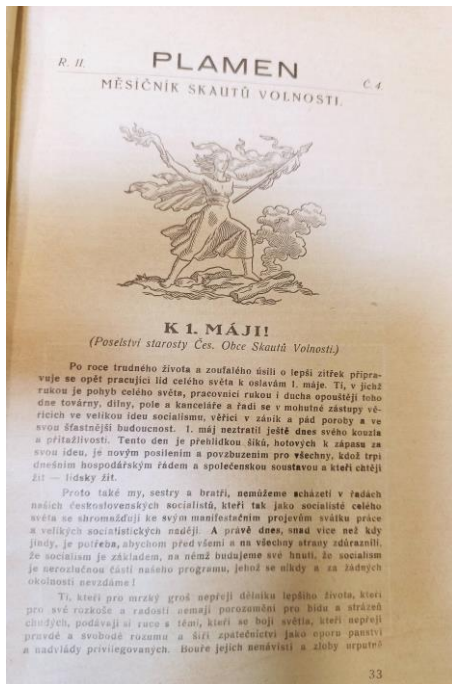 R. II.
PLAMEN
Č. 4.
MĚSÍČNÍK SKAUTŮ VOLNOSTI.
K 1. MÁJI!
(Poselství starosty Čes. Obce Skautů Volnosti.)
Po roce trudného života a zoufalého úsilí o lepší zítřek připra-
vuje se opět pracující lid celého světa k oslavám 1. máje. Ti, v jichž
rukou je pohyb celého světa, pracovníci rukou i ducha opouštějí toho
dne továrny, dílny, pole a kanceláře a řadí se v mohutné zástupy vě-
řících ve velikou ideu socialismu, věřící v zánik a pád poroby a ve
svou šťastnější budoucnost. 1. máj neztratil ještě dnes svého kouzla
a přitažlivosti. Tento den je přehlídkou šiků, hotových k zápasu za
svou ideu, je novým posílením a povzbuzením pro všechny, kdož trpí
dnešním hospodářským řádem a společenskou soustavou a kteří chtějí
žít — lidsky žít.
Proto také my, sestry a bratři, nemůžeme scházeti v řadách
našich československých socialistů, kteří tak jako socialisté celého
světa se shromažďují ke svým manifestačním projevům svátku práce
a velikých socialistických nadějí. A právě dnes, snad více než kdy
jindy, je potřeba, abychom před všemi a na všechny strany zdůraznili,
že socialism je základem, na němž budujeme své hnutí, že socialism
je nerozlučnou částí našeho programu, jehož se nikdy a za žádných
okolností nevzdáme!
Ti, kteří pro mrzký groš nepřejí dělníku lepšího života, kteří
pro své rozkoše a radosti nemají porozumění pro bídu a strázeň
chudých, podávají si ruce s těmi, kteří se bojí světla, kteří nepřejí
pravdě a svobodě rozumu a šíří zpátečnictví jako oporu panství
a nadvlády privilegovaných. Bouře jejich nenávisti a zloby urputně
33